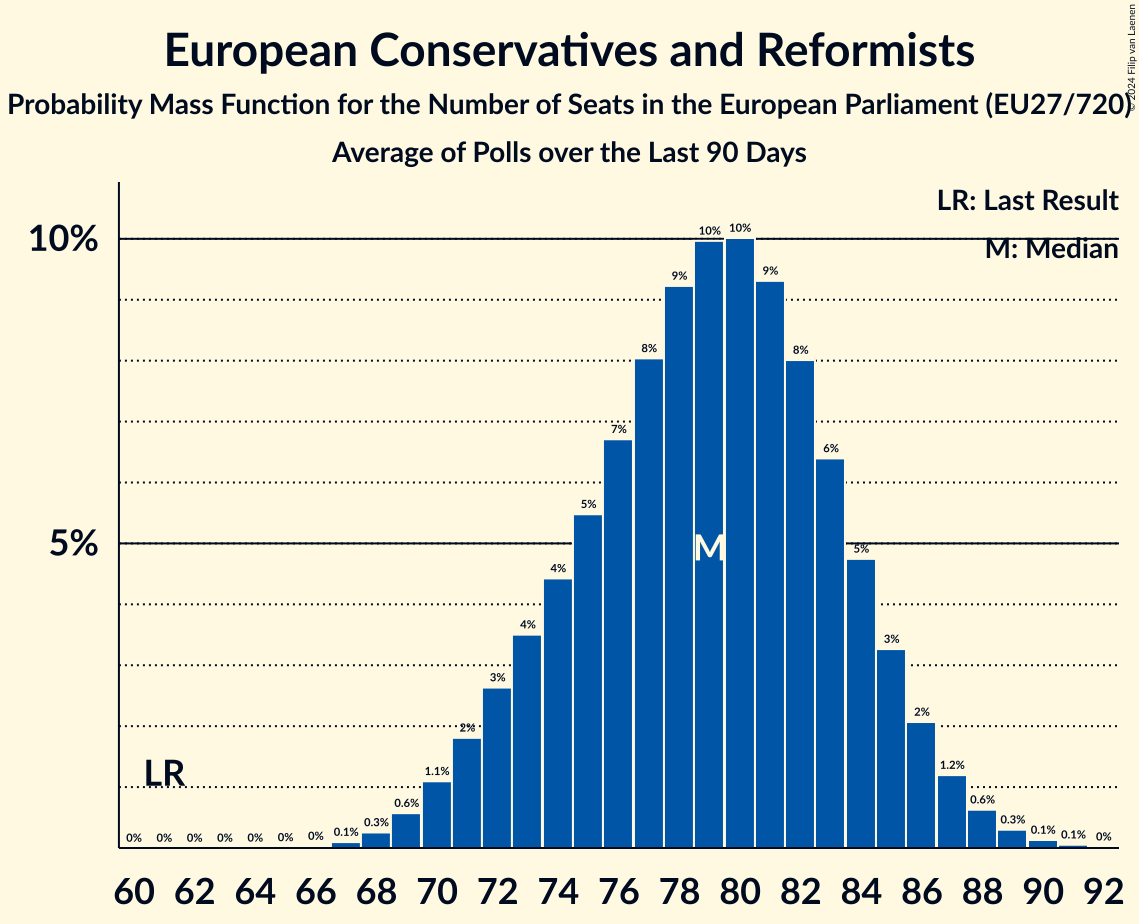 European Conservatives and Reformists
© 2024 Filip van Laenen
Probability Mass Function for the Number of Seats in the European Parliament (EU27/720)
Average of Polls over the Last 90 Days
LR: Last Result
M: Median
10%
5%
LR
M
0% 0% 0% 0% 0% 0% 0% 0.1% 0.3% 0.6% 1.1% 2% 3% 4% 4% 5% 7% 8% 9% 10% 10% 9% 8% 6% 5% 3% 2% 1.2% 0.6% 0.3% 0.1% 0.1% 0%
60 62 64 66 68 70 72 74 76 78 80 82 84 86 88 90 92